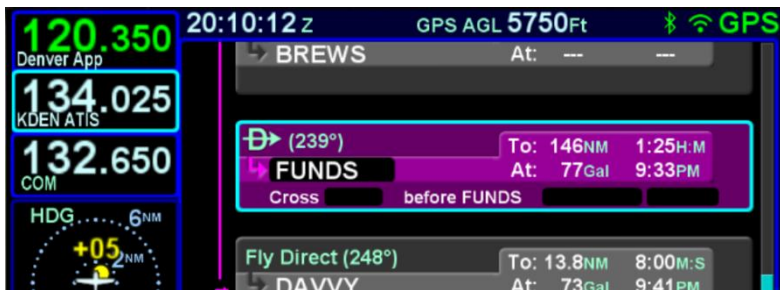 120.350
Denver App
134.025
KDEN ATIS
132.650
COM
HDG.....6NM
+05
2NM
20:10:12 Z
GPS AGL 5750Ft
GPS
BREWS
At: --- ---
D (239°)
To: 146NM 1:25H:M
FUNDS
At: 77Gal 9:33PM
Cross before FUNDS
Fly Direct (248°)
To: 13.8NM 8:00M:S
DAVVY
At: 73Gal 9:41PM